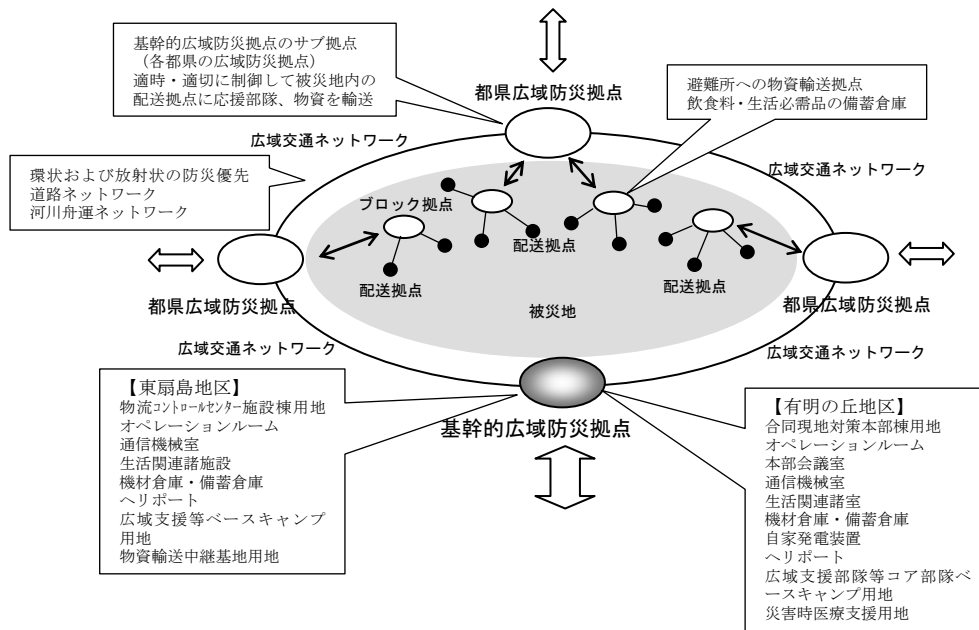 基幹的広域防災拠点のサブ拠点
（各都県の広域防災拠点）
適時・適切に制御して被災地内の
配送拠点に応援部隊、物資を輸送
避難所への物資輸送拠点
飲食料・生活必需品の備蓄倉庫
都県広域防災拠点
広域交通ネットワーク
広域交通ネットワーク
環状および放射状の防災優先
道路ネットワーク
河川舟運ネットワーク
ブロック拠点
配送拠点
配送拠点
配送拠点
都県広域防災拠点
都県広域防災拠点
被災地
広域交通ネットワーク
広域交通ネットワーク
基幹的広域防災拠点
【東扇島地区】
物流ｺﾝﾄﾛｰﾙｾﾝﾀｰ施設棟用地
オペレーションルーム
通信機械室
生活関連諸施設
機材倉庫・備蓄倉庫
ヘリポート
広域支援等ベースキャンプ
用地
物資輸送中継基地用地
【有明の丘地区】
合同現地対策本部棟用地
オペレーションルーム
本部会議室
通信機械室
生活関連諸室
機材倉庫・備蓄倉庫
自家発電装置
ヘリポート
広域支援部隊等コア部隊ベ
ースキャンプ用地
災害時医療支援用地